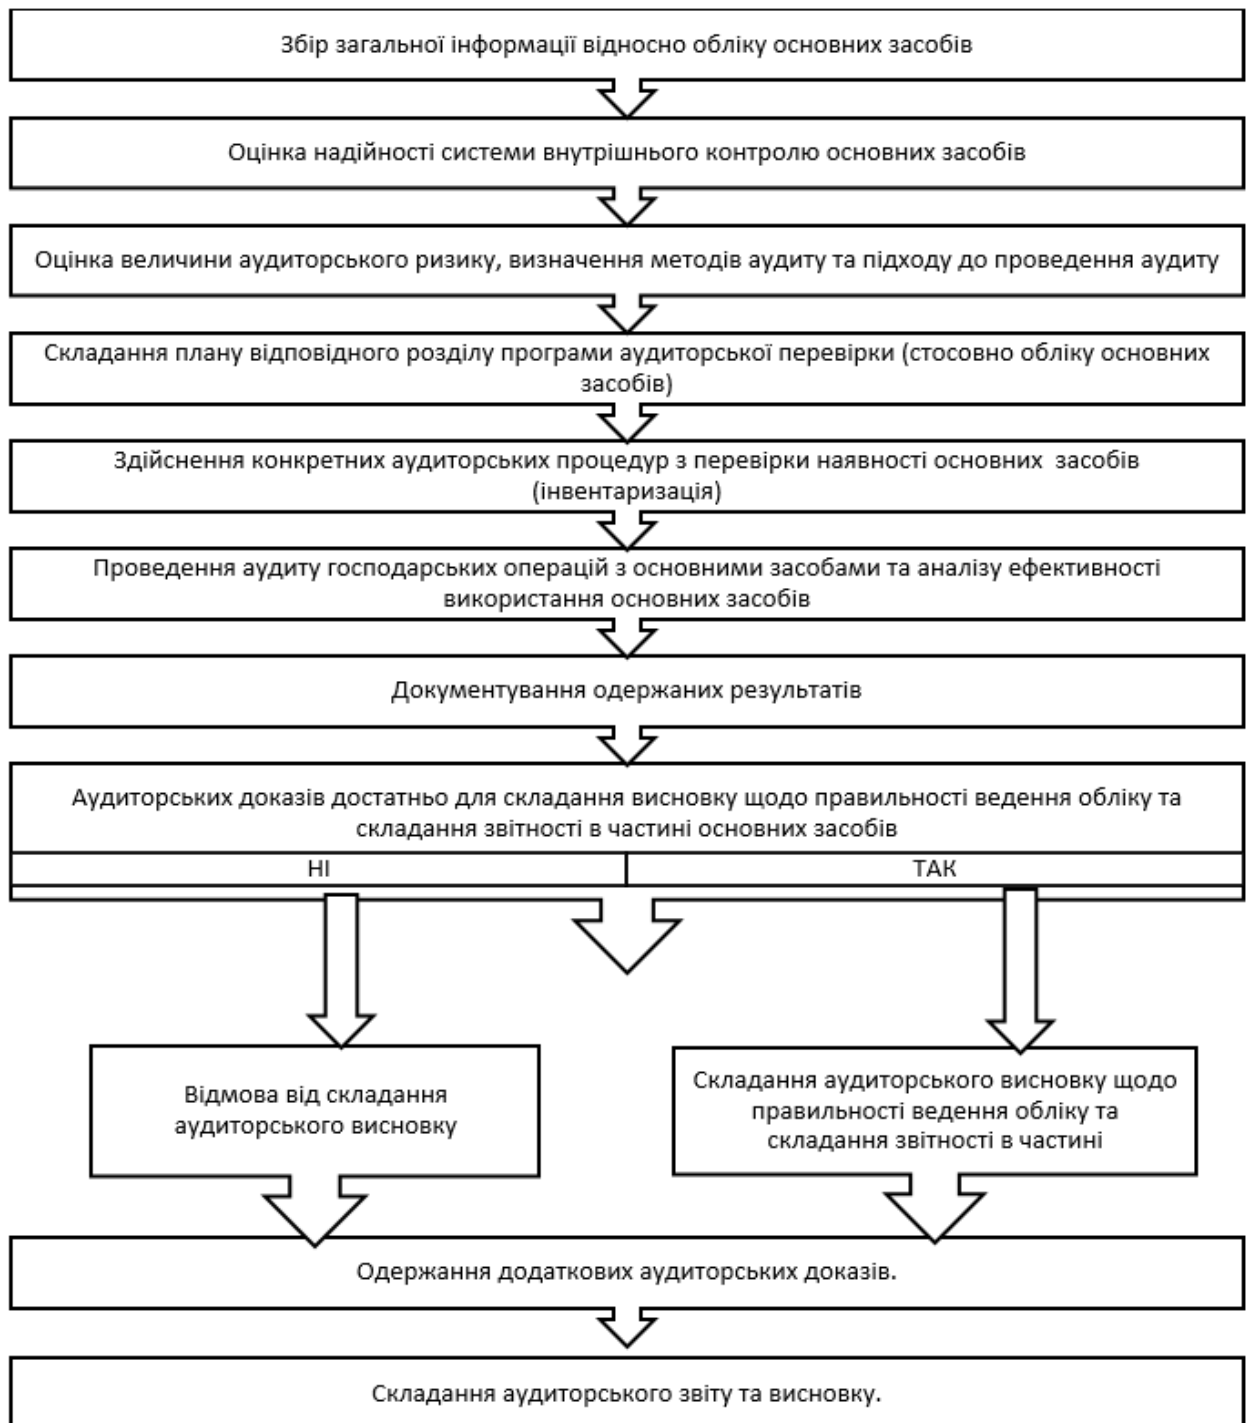 Збір загальної інформації відносно обліку основних засобів
Оцінка надійності системи внутрішнього контролю основних засобів
Оцінка величини аудиторського ризику, визначення методів аудиту та підходу до проведення аудиту
Складання плану відповідного розділу програми аудиторської перевірки (стосовно обліку основних
засобів)
Здійснення конкретних аудиторських процедур з перевірки наявності основних засобів
(інвентаризація)
Проведення аудиту господарських операцій з основними засобами та аналізу ефективності
використання основних засобів
Документування одержаних результатів
Аудиторських доказів достатньо для складання висновку щодо правильності ведення обліку та
складання звітності в частині основних засобів
НІ
ТАК
Відмова від складання
аудиторського висновку
Складання аудиторського висновку щодо
правильності ведення обліку та
складання звітності в частині
Одержання додаткових аудиторських доказів.
Складання аудиторського звіту та висновку.